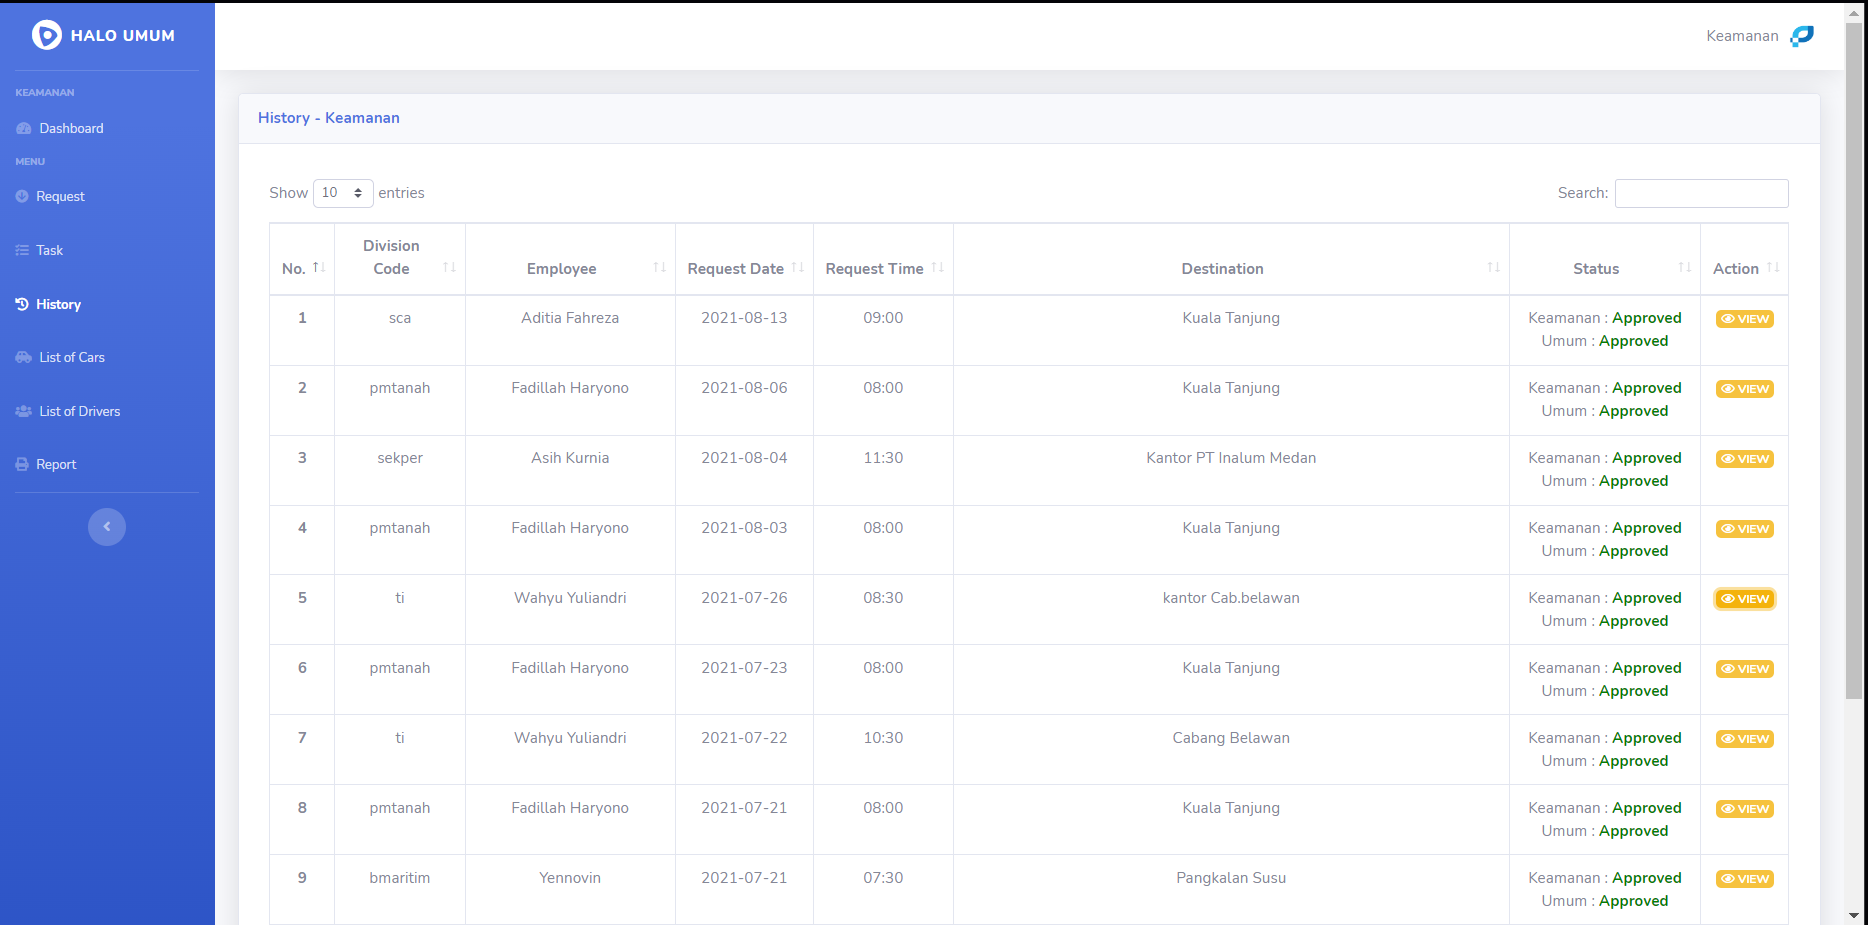 HALO UMUM
Keamanan
KEAMANAN
Dashboard
MENU
Request
Task
History
List of Cars
List of Drivers
Report
History - Keamanan
Show 10 entries
Search:
No. Division Code Employee Request Date Request Time Destination Status Action
1 sca Aditia Fahreza 2021-08-13 09:00 Kuala Tanjung Keamanan : Approved VIEW
Umum : Approved
2 pmtanah Fadillah Haryono 2021-08-06 08:00 Kuala Tanjung Keamanan : Approved VIEW
Umum : Approved
3 sekper Asih Kurnia 2021-08-04 11:30 Kantor PT Inalum Medan Keamanan : Approved VIEW
Umum : Approved
4 pmtanah Fadillah Haryono 2021-08-03 08:00 Kuala Tanjung Keamanan : Approved VIEW
Umum : Approved
5 ti Wahyu Yuliandri 2021-07-26 08:30 kantor Cab.belawan Keamanan : Approved VIEW
Umum : Approved
6 pmtanah Fadillah Haryono 2021-07-23 08:00 Kuala Tanjung Keamanan : Approved VIEW
Umum : Approved
7 ti Wahyu Yuliandri 2021-07-22 10:30 Cabang Belawan Keamanan : Approved VIEW
Umum : Approved
8 pmtanah Fadillah Haryono 2021-07-21 08:00 Kuala Tanjung Keamanan : Approved VIEW
Umum : Approved
9 bmaritim Yennovin 2021-07-21 07:30 Pangkalan Susu Keamanan : Approved VIEW
Umum : Approved